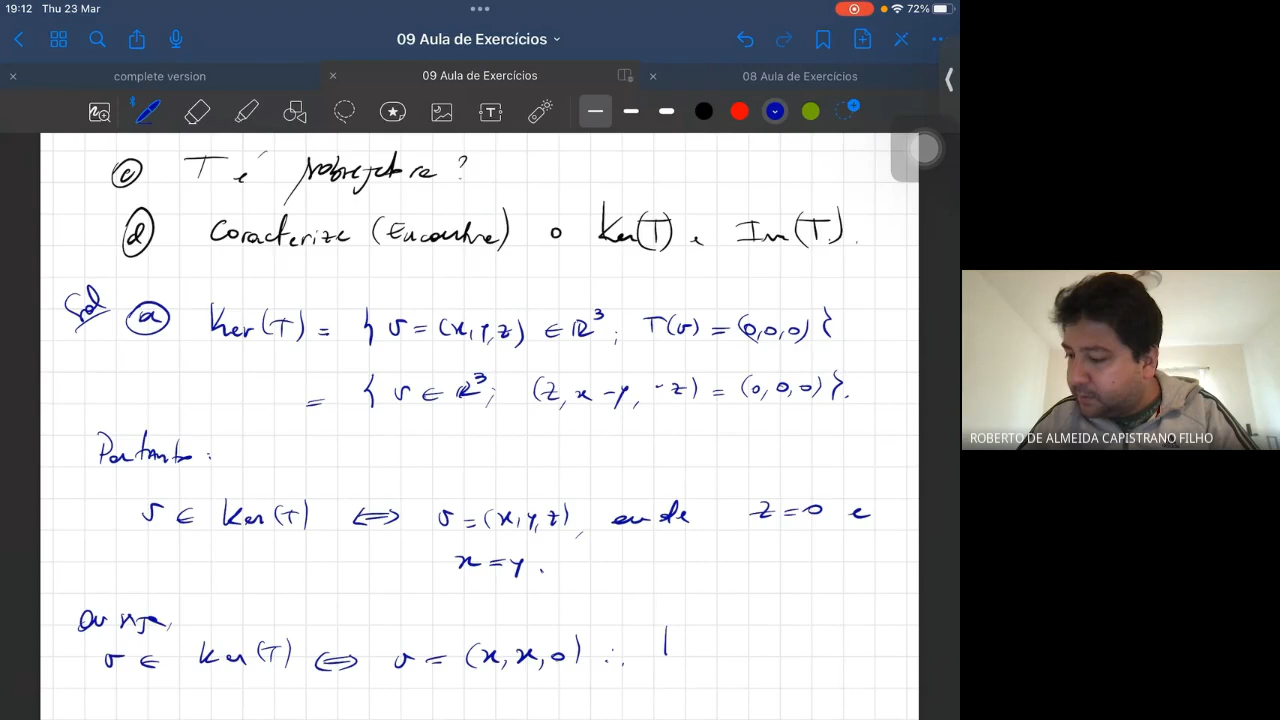 19:12 Thu 23 Mar
72%
09 Aula de Exercícios
complete version
09 Aula de Exercícios
08 Aula de Exercícios
(c) T é sobrejetora?
(d) Caracterize (Encontre) o Ker(T) e Im(T).
Sol (a) Ker(T) = { v = (x, y, z) ∈ ℝ³; T(v) = (0,0,0) }
= { v ∈ ℝ³; (z, x - y, -z) = (0,0,0) }.
Portanto:
v ∈ Ker(T) ⟺ v = (x, y, z), onde z = 0 e
x = y.
Ou seja,
v ∈ Ker(T) ⟺ v = (x, x, 0) ∴
ROBERTO DE ALMEIDA CAPISTRANO FILHO